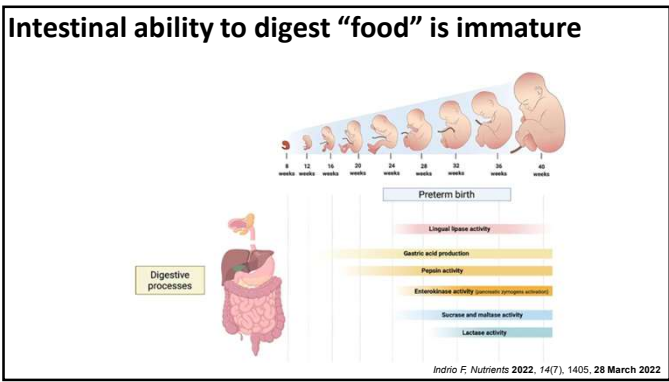 Intestinal ability to digest “food” is immature
8 12 16 20 24 28 32 36 40
weeks weeks weeks weeks weeks weeks weeks weeks weeks
Preterm birth
Lingual lipase activity
Gastric acid production
Pepsin activity
Digestive
processes
Enterokinase activity (pancreatic zymogens activation)
Sucrase and maltase activity
Lactase activity
Indrio F, Nutrients 2022, 14(7), 1405, 28 March 2022